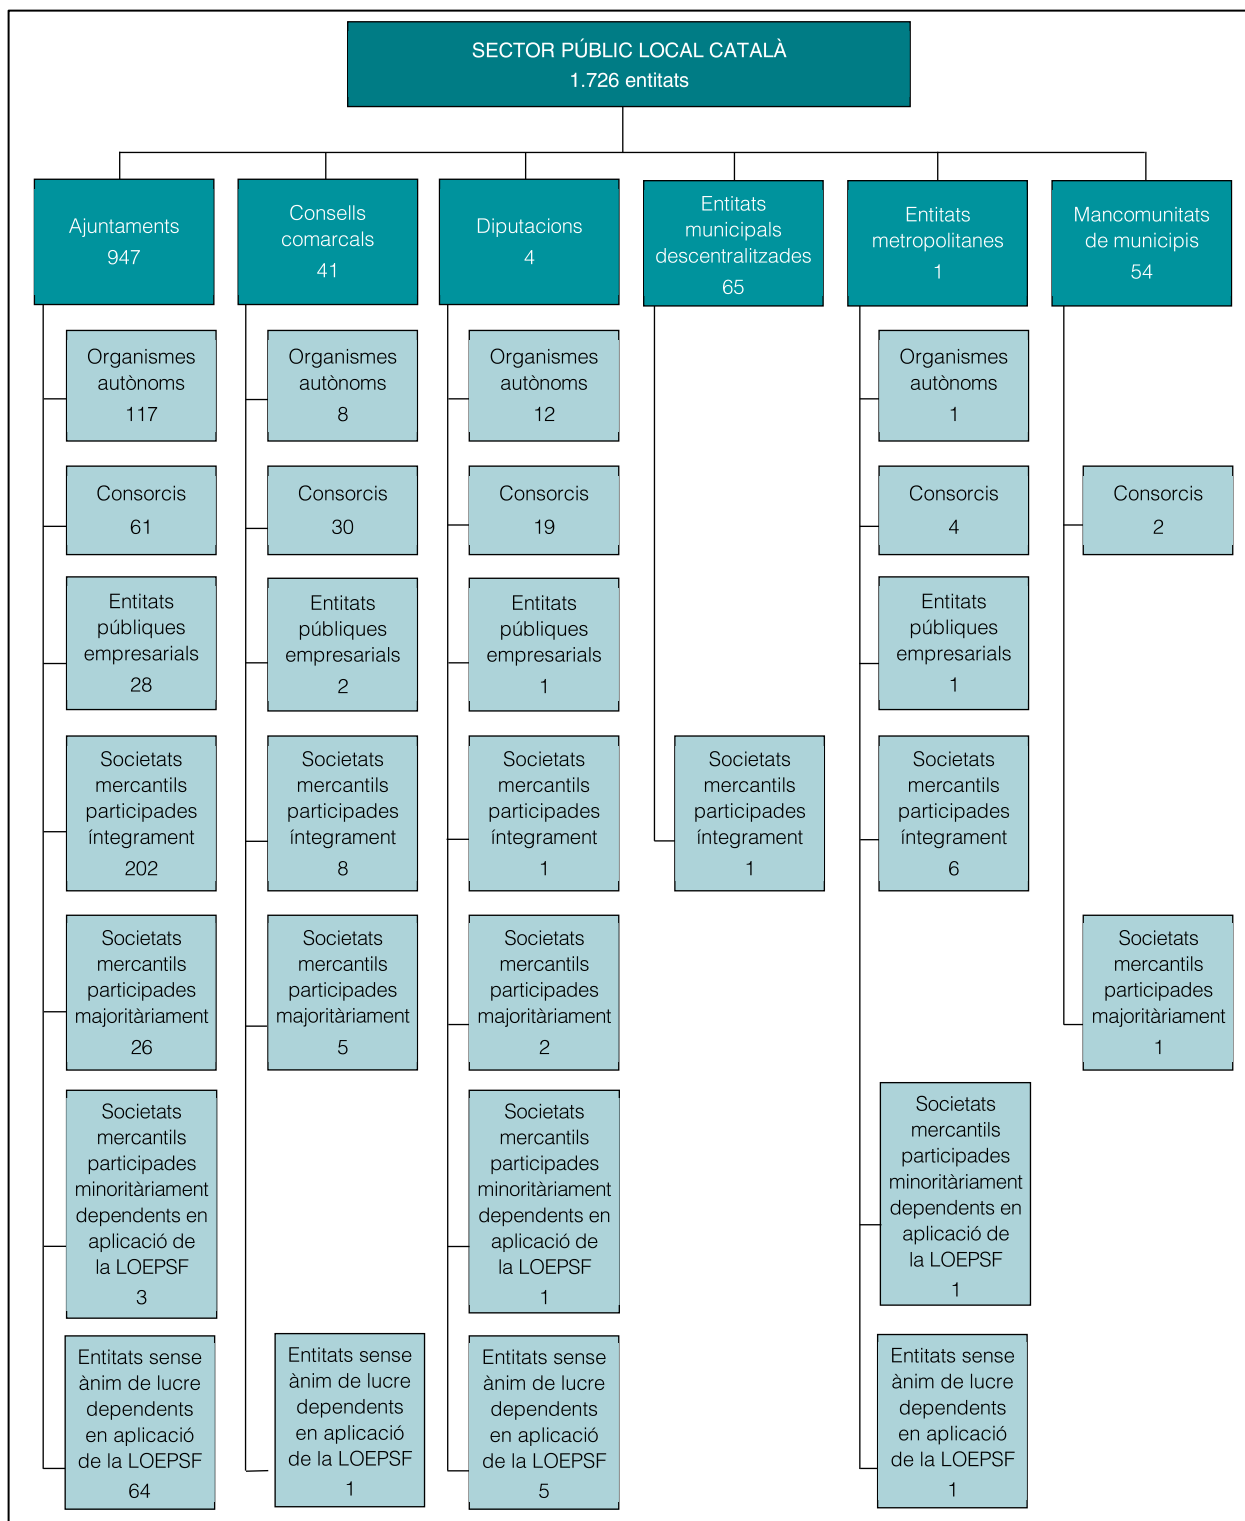 SECTOR PÚBLIC LOCAL CATALÀ
1.726 entitats
Ajuntaments
947
Consells
comarcals
41
Diputacions
4
Entitats
municipals
descentralitzades
65
Entitats
metropolitanes
1
Mancomunitats
de municipis
54
Organismes
autònoms
117
Organismes
autònoms
8
Organismes
autònoms
12
Organismes
autònoms
1
Consorcis
61
Consorcis
30
Consorcis
19
Consorcis
4
Consorcis
2
Entitats
públiques
empresarials
28
Entitats
públiques
empresarials
2
Entitats
públiques
empresarials
1
Entitats
públiques
empresarials
1
Societats
mercantils
participades
íntegrament
202
Societats
mercantils
participades
íntegrament
8
Societats
mercantils
participades
íntegrament
1
Societats
mercantils
participades
íntegrament
1
Societats
mercantils
participades
íntegrament
6
Societats
mercantils
participades
majoritàriament
26
Societats
mercantils
participades
majoritàriament
5
Societats
mercantils
participades
majoritàriament
2
Societats
mercantils
participades
majoritàriament
1
Societats
mercantils
participades
minoritàriament
dependents en
aplicació de
la LOEPSF
3
Societats
mercantils
participades
minoritàriament
dependents en
aplicació de
la LOEPSF
1
Societats
mercantils
participades
minoritàriament
dependents en
aplicació de
la LOEPSF
1
Entitats sense
ànim de lucre
dependents
en aplicació
de la LOEPSF
64
Entitats sense
ànim de lucre
dependents
en aplicació
de la LOEPSF
1
Entitats sense
ànim de lucre
dependents
en aplicació
de la LOEPSF
5
Entitats sense
ànim de lucre
dependents
en aplicació
de la LOEPSF
1